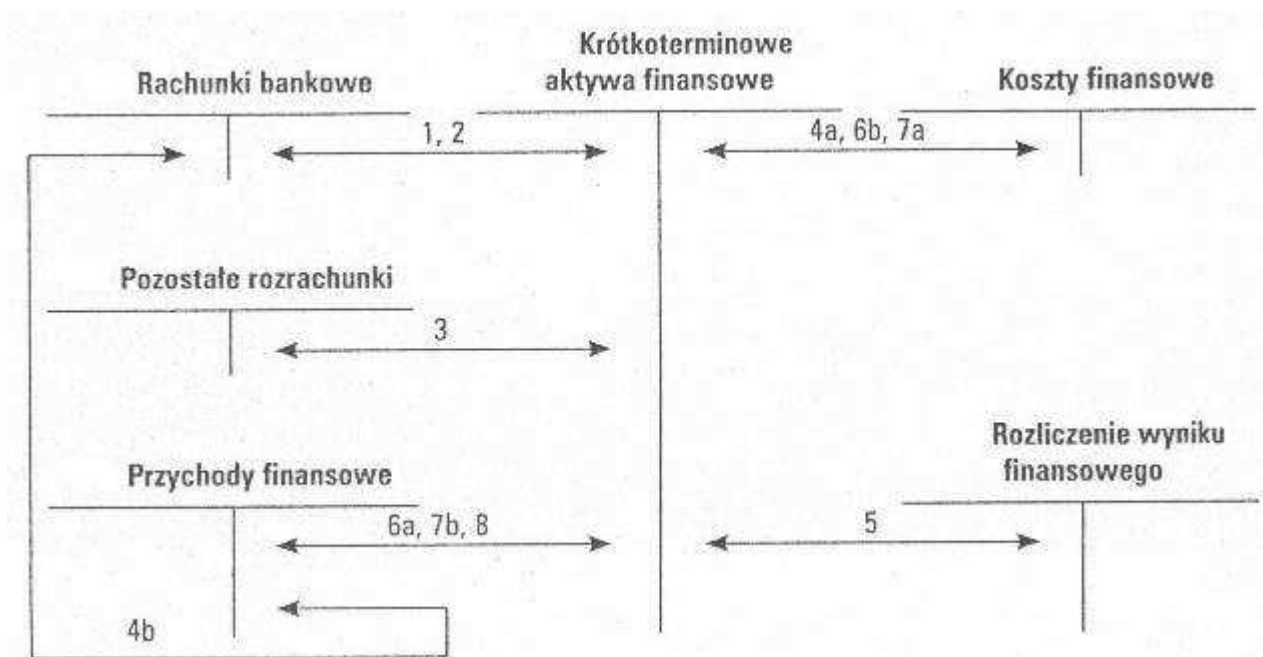 Krótkoterminowe
Rachunki bankowe
aktywa finansowe
Koszty finansowe
1, 2
4a, 6b, 7a
Pozostałe rozrachunki
3
Rozliczenie wyniku
Przychody finansowe
finansowego
6a, 7b, 8
5
4b